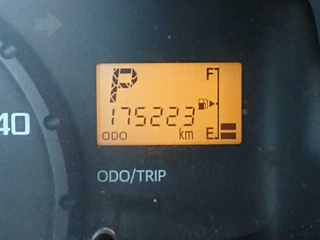 P
F
175223
40
ODO km E
ODO/TRIP